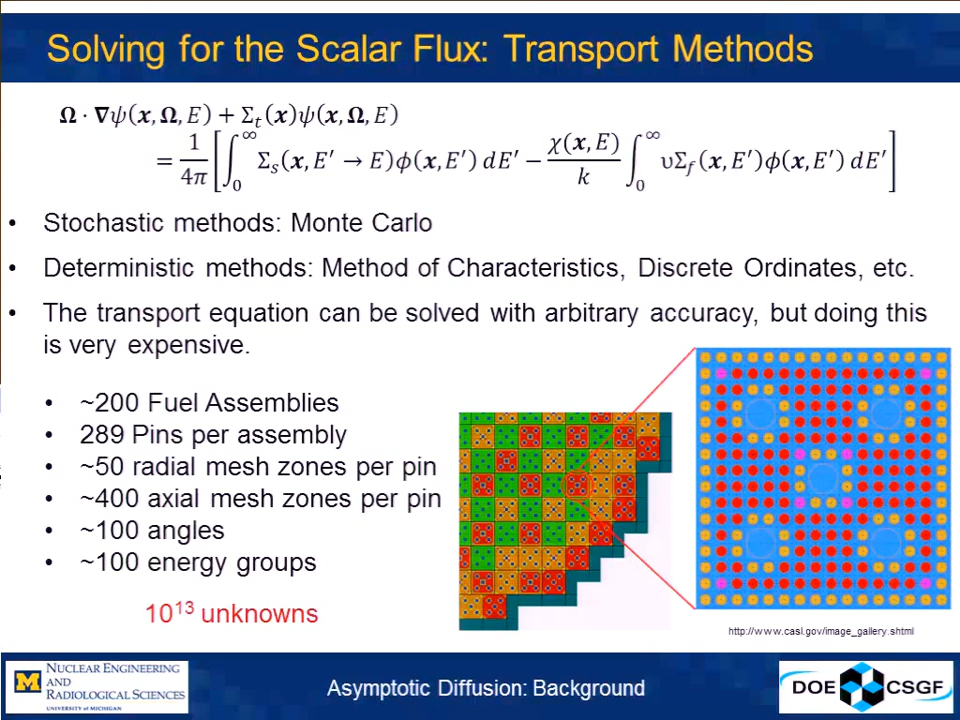 Solving for the Scalar Flux: Transport Methods
𝛀 · 𝛁ψ(𝒙, 𝛀, E) + Σ_t(𝒙)ψ(𝒙, 𝛀, E)
= 1/4π [∫_0^∞ Σ_s(𝒙, E′ → E)ϕ(𝒙, E′) dE′ − χ(𝒙, E)/k ∫_0^∞ υΣ_f(𝒙, E′)ϕ(𝒙, E′) dE′]
• Stochastic methods: Monte Carlo
• Deterministic methods: Method of Characteristics, Discrete Ordinates, etc.
• The transport equation can be solved with arbitrary accuracy, but doing this
is very expensive.
• ~200 Fuel Assemblies
• 289 Pins per assembly
• ~50 radial mesh zones per pin
• ~400 axial mesh zones per pin
• ~100 angles
• ~100 energy groups
10¹³ unknowns
http://www.casl.gov/image_gallery.shtml
M
NUCLEAR ENGINEERING
AND
RADIOLOGICAL SCIENCES
UNIVERSITY OF MICHIGAN
Asymptotic Diffusion: Background
DOE CSGF